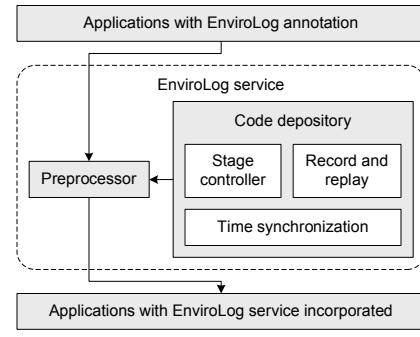 Applications with EnviroLog annotation
EnviroLog service
Code depository
Preprocessor
Stage
controller
Record and
replay
Time synchronization
Applications with EnviroLog service incorporated